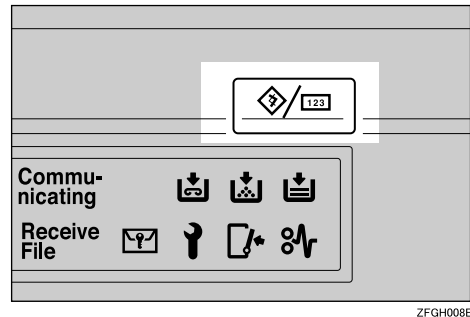 123
Commu-
nicating
Receive
File
ZFGH008E